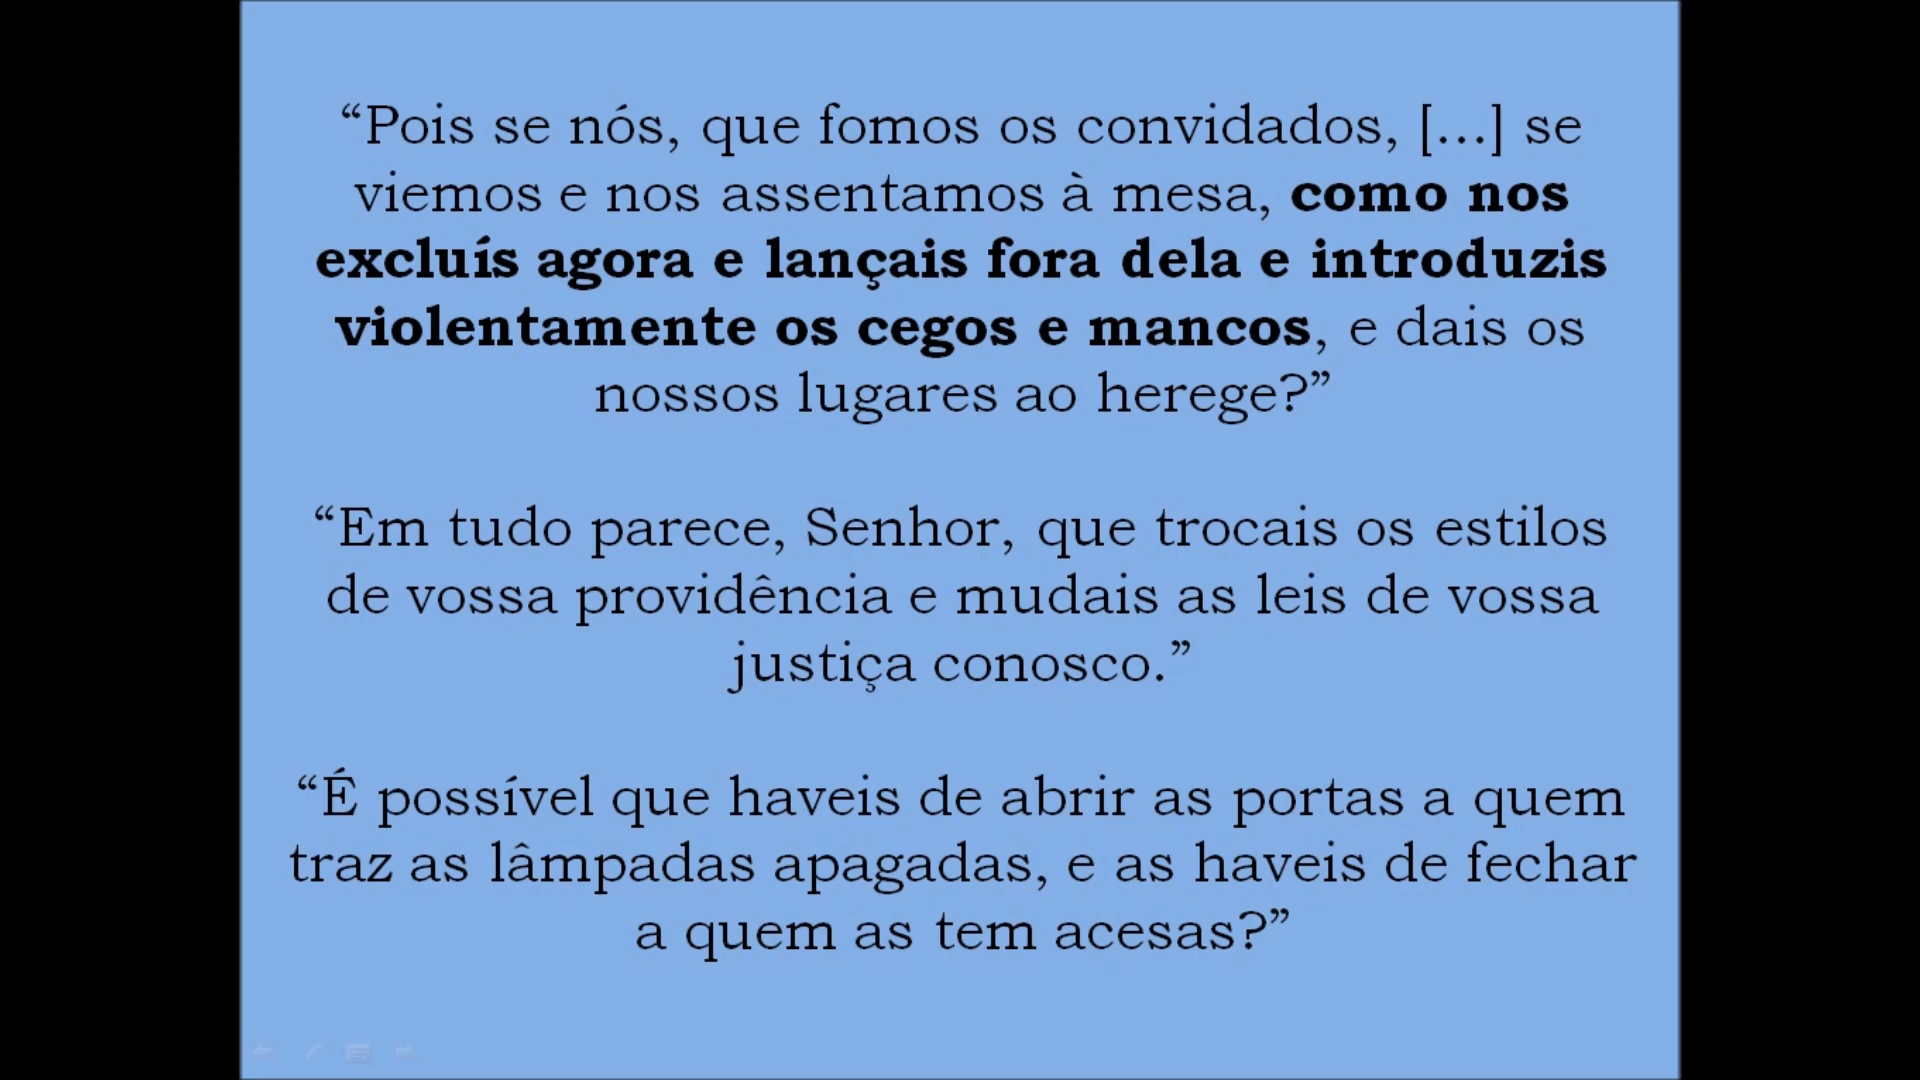 “Pois se nós, que fomos os convidados, [...] se
viemos e nos assentamos à mesa, como nos
excluís agora e lançais fora dela e introduzis
violentamente os cegos e mancos, e dais os
nossos lugares ao herege?”
“Em tudo parece, Senhor, que trocais os estilos
de vossa providência e mudais as leis de vossa
justiça conosco.”
“É possível que haveis de abrir as portas a quem
traz as lâmpadas apagadas, e as haveis de fechar
a quem as tem acesas?”